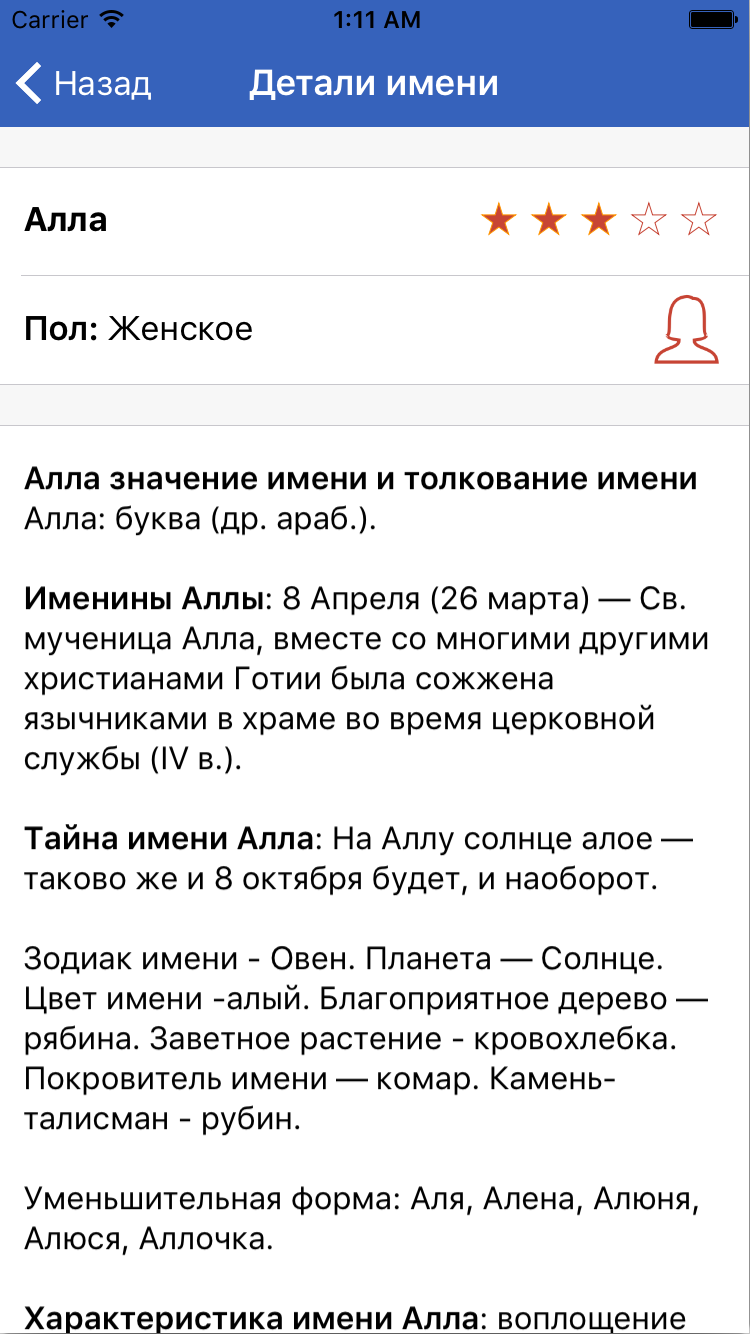 Carrier 1:11 AM
Назад Детали имени
Алла
Пол: Женское
Алла значение имени и толкование имени
Алла: буква (др. араб.).
Именины Аллы: 8 Апреля (26 марта) — Св.
мученица Алла, вместе со многими другими
христианами Готии была сожжена
язычниками в храме во время церковной
службы (IV в.).
Тайна имени Алла: На Аллу солнце алое —
таково же и 8 октября будет, и наоборот.
Зодиак имени - Овен. Планета — Солнце.
Цвет имени -алый. Благоприятное дерево —
рябина. Заветное растение - кровохлебка.
Покровитель имени — комар. Камень-
талисман - рубин.
Уменьшительная форма: Аля, Алена, Алюня,
Алюся, Аллочка.
Характеристика имени Алла: воплощение